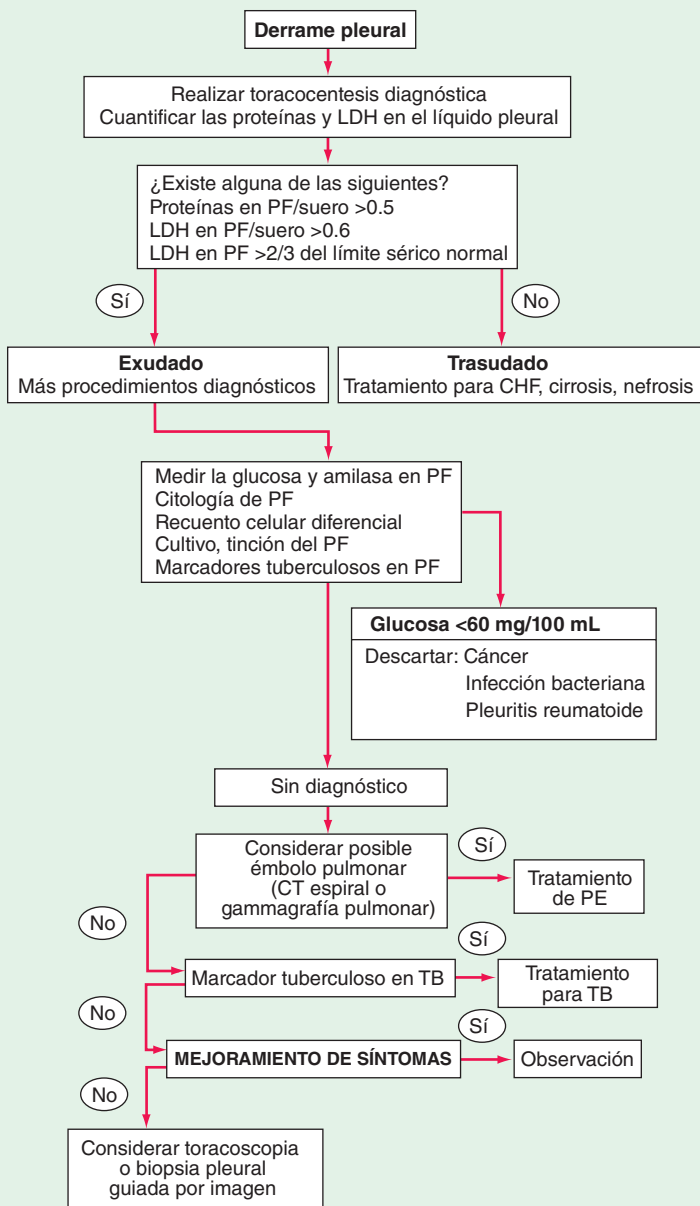 Derrame pleural
Realizar toracocentesis diagnóstica
Cuantificar las proteínas y LDH en el líquido pleural
¿Existe alguna de las siguientes?
Proteínas en PF/suero >0.5
LDH en PF/suero >0.6
LDH en PF >2/3 del límite sérico normal
Sí
No
Exudado
Más procedimientos diagnósticos
Trasudado
Tratamiento para CHF, cirrosis, nefrosis
Medir la glucosa y amilasa en PF
Citología de PF
Recuento celular diferencial
Cultivo, tinción del PF
Marcadores tuberculosos en PF
Glucosa <60 mg/100 mL
Descartar: Cáncer
Infección bacteriana
Pleuritis reumatoide
Sin diagnóstico
Considerar posible
émbolo pulmonar
(CT espiral o
gammagrafía pulmonar)
Sí
Tratamiento
de PE
No
Marcador tuberculoso en TB
Sí
Tratamiento
para TB
No
MEJORAMIENTO DE SÍNTOMAS
Sí
Observación
No
Considerar toracoscopia
o biopsia pleural
guiada por imagen